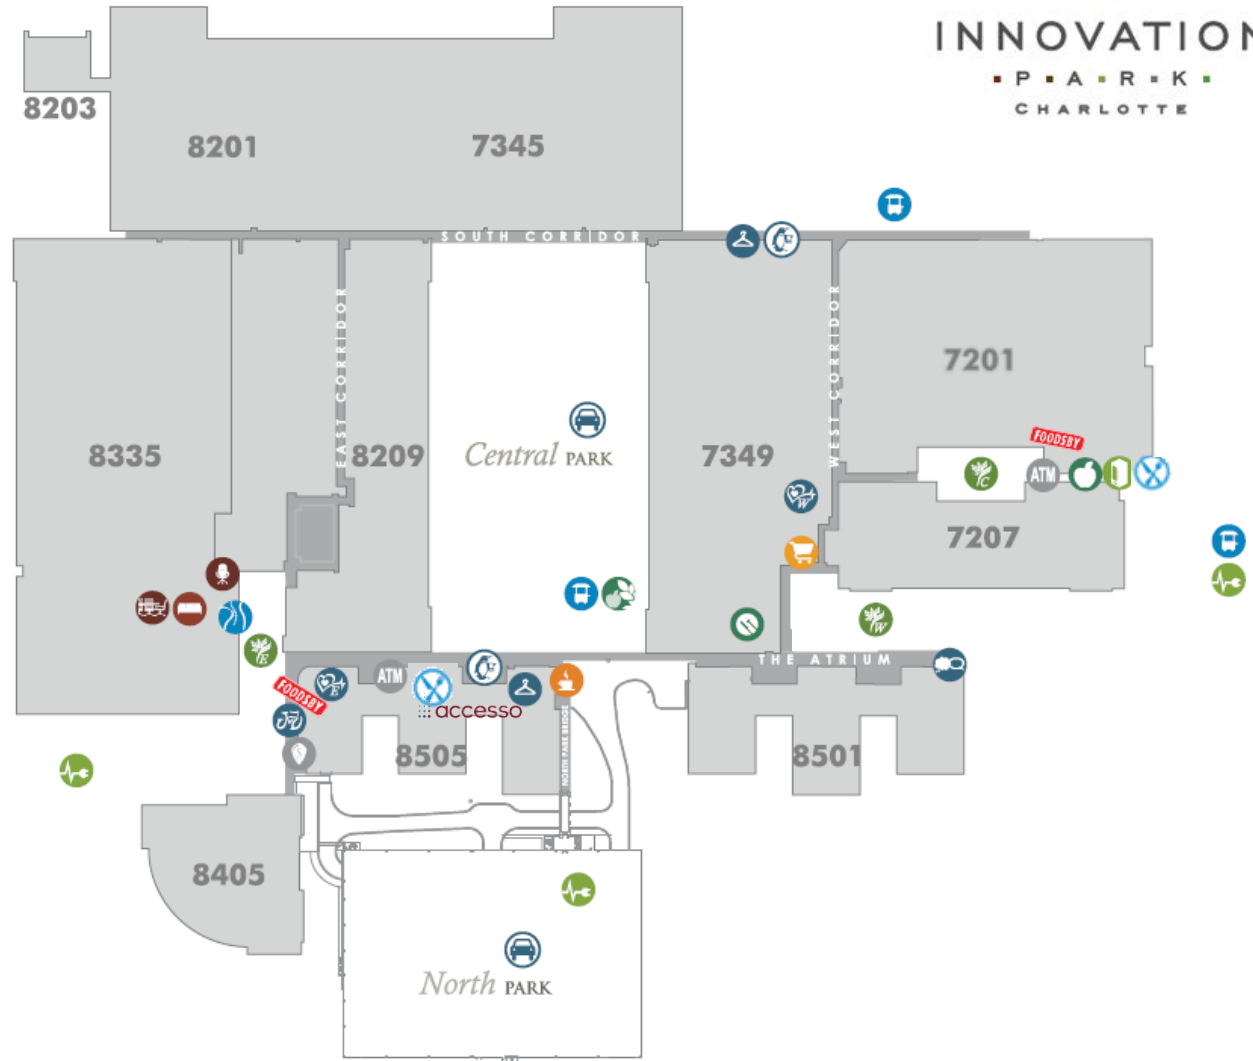 INNOVATION
PARK
CHARLOTTE
8203
8201
7345
SOUTH CORRIDOR
EAST CORRIDOR
WEST CORRIDOR
7201
FOODSBY
8335
8209
Central PARK
7349
C
ATM
W
7207
W
E
THE ATRIUM
E
ATM
FOODSBY
accesso
NORTH PARK BRIDGE
8505
8501
8405
North PARK